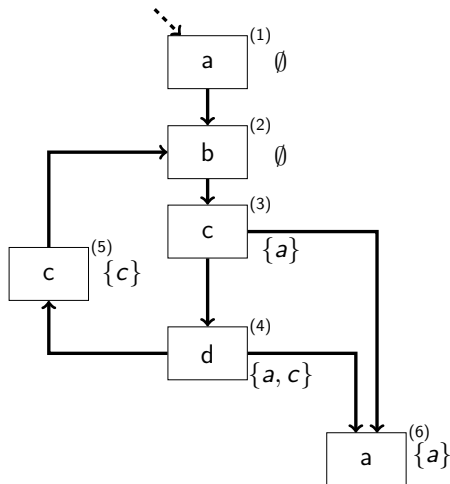 (1)
a ∅
(2)
b ∅
(3)
c {a}
(5)
c {c}
(4)
d {a, c}
(6)
a {a}